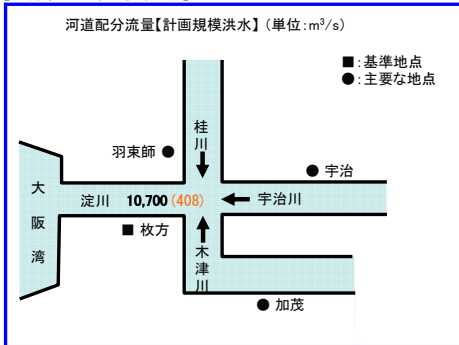 河道配分流量【計画規模洪水】（単位：m³/s）
■：基準地点
●：主要な地点
桂川
羽束師 ●
● 宇治
大阪湾
淀川 10,700 (408)
宇治川
■ 枚方
木津川
● 加茂